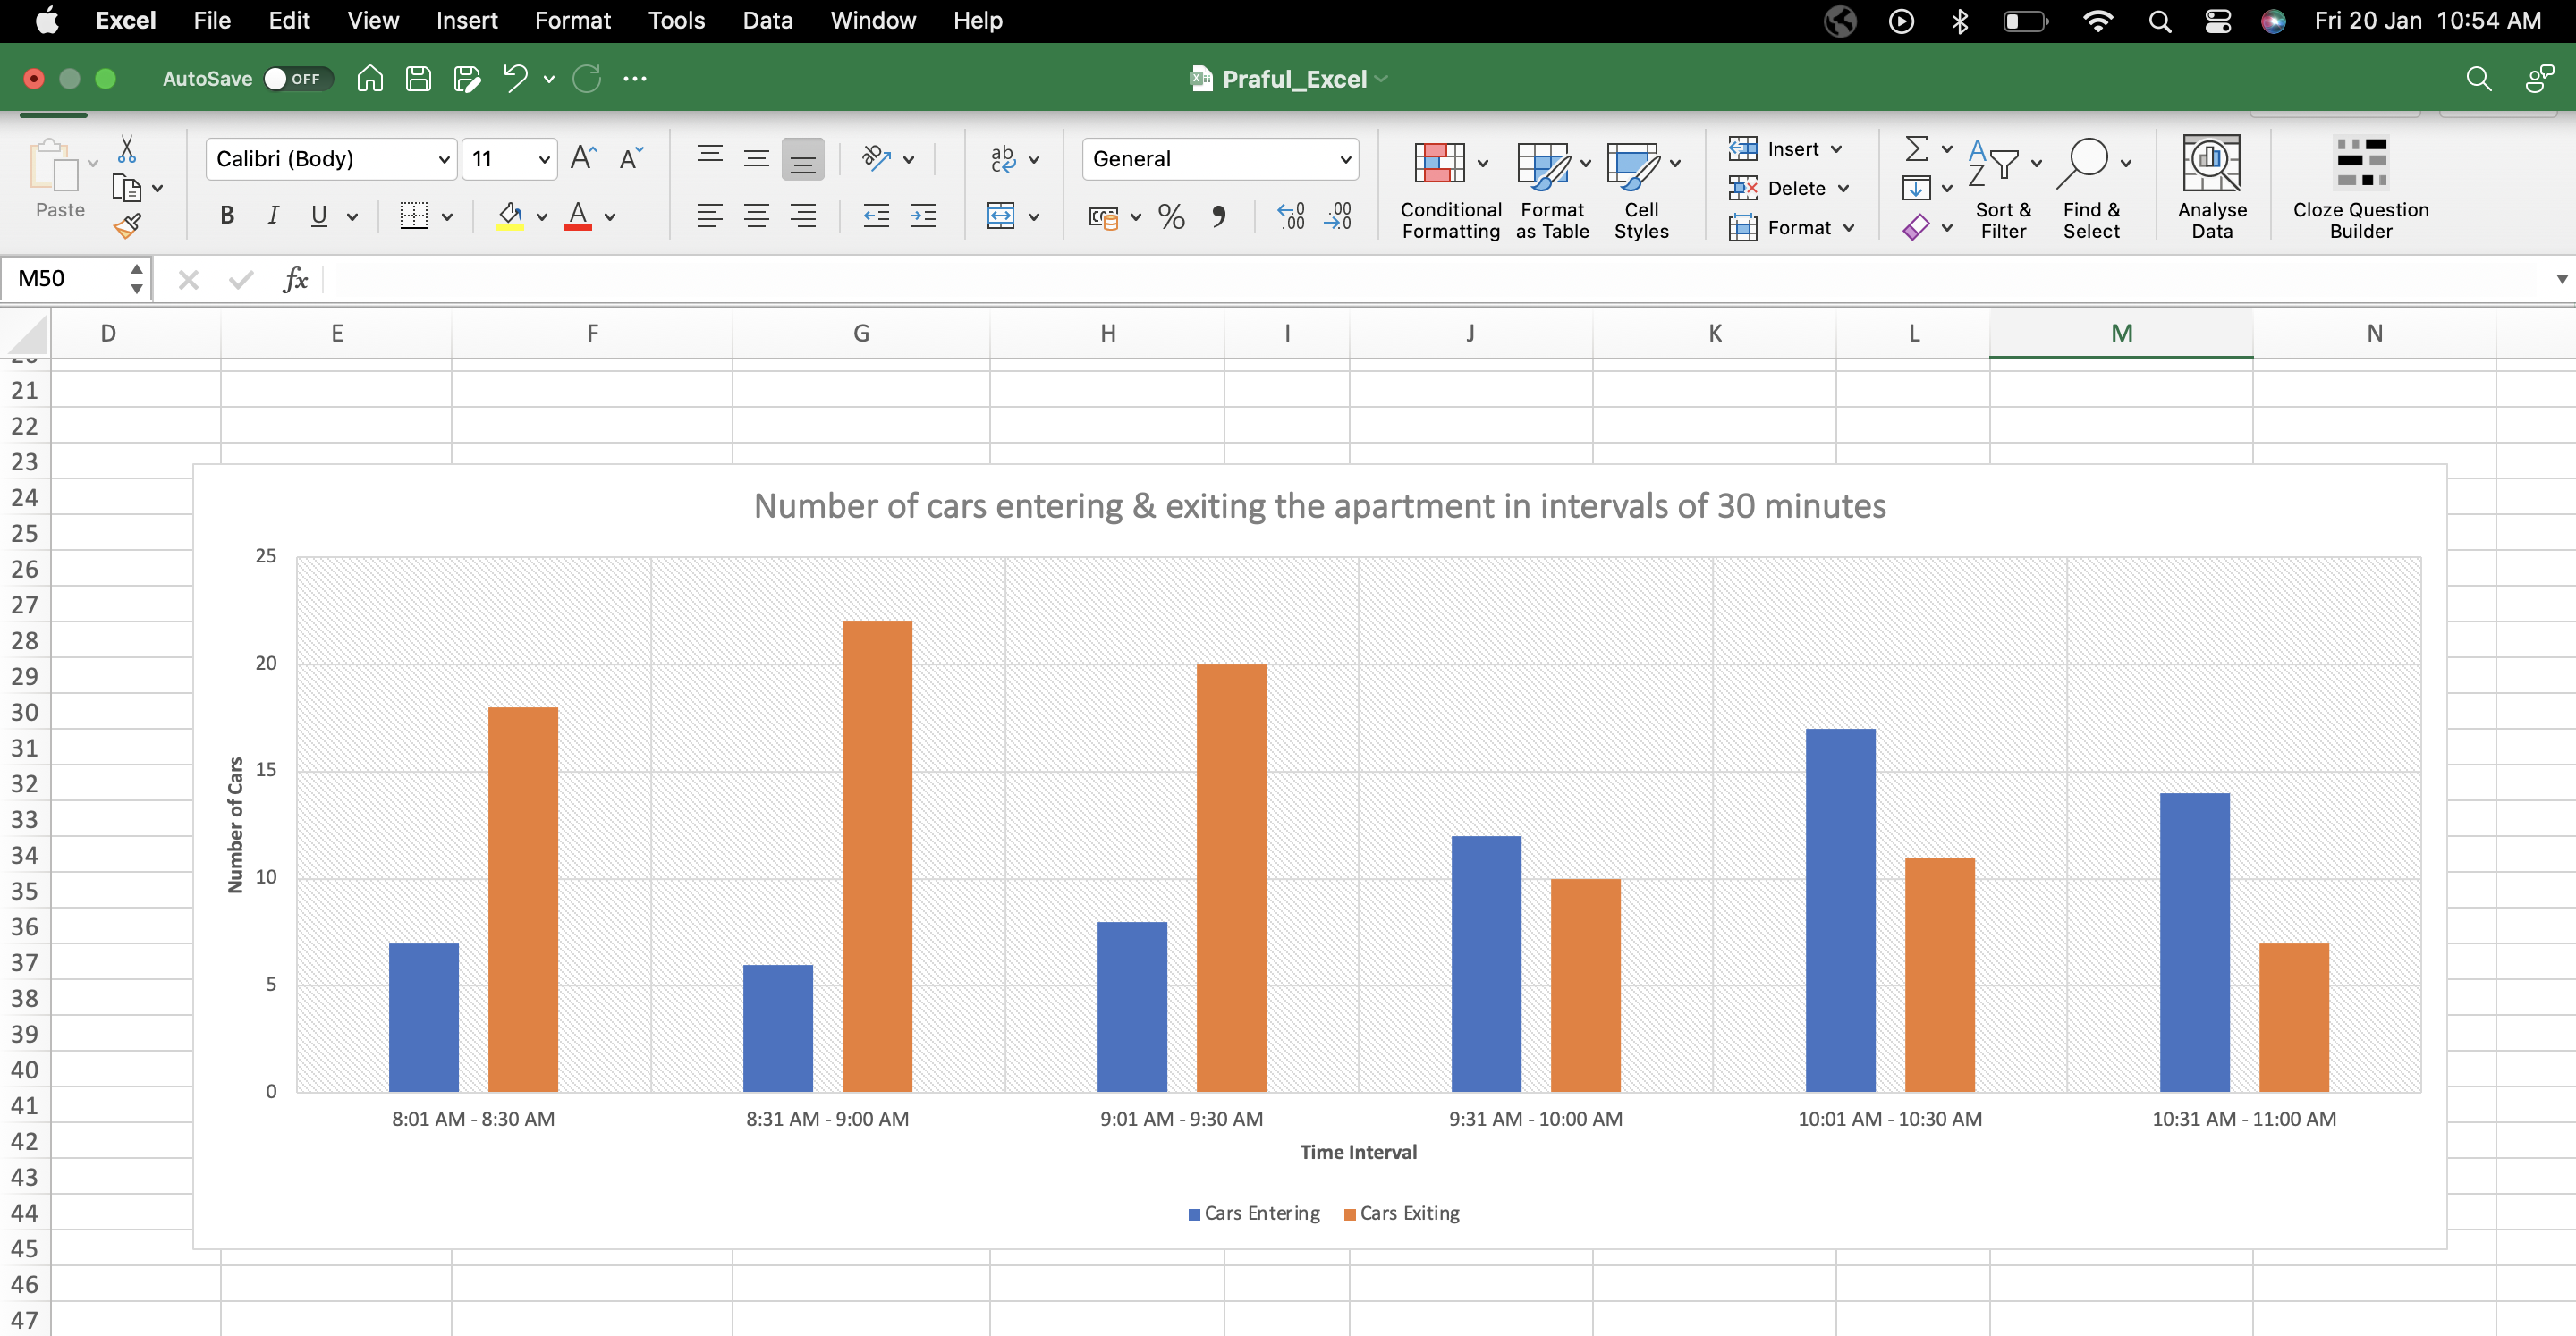 Excel File Edit View Insert Format Tools Data Window Help Fri 20 Jan 10:54 AM
AutoSave OFF Praful_Excel
Paste
Calibri (Body) 11
B I U
ab
General
%
Conditional Formatting
Format as Table
Cell Styles
Insert
Delete
Format
Sort & Filter
Find & Select
Analyse Data
Cloze Question Builder
M50 fx
D E F G H I J K L M N
21
22
23
24
25
26
27
28
29
30
31
32
33
34
35
36
37
38
39
40
41
42
43
44
45
46
47
Number of cars entering & exiting the apartment in intervals of 30 minutes
25
20
15
10
5
0
Number of Cars
8:01 AM - 8:30 AM 8:31 AM - 9:00 AM 9:01 AM - 9:30 AM 9:31 AM - 10:00 AM 10:01 AM - 10:30 AM 10:31 AM - 11:00 AM
Time Interval
Cars Entering Cars Exiting